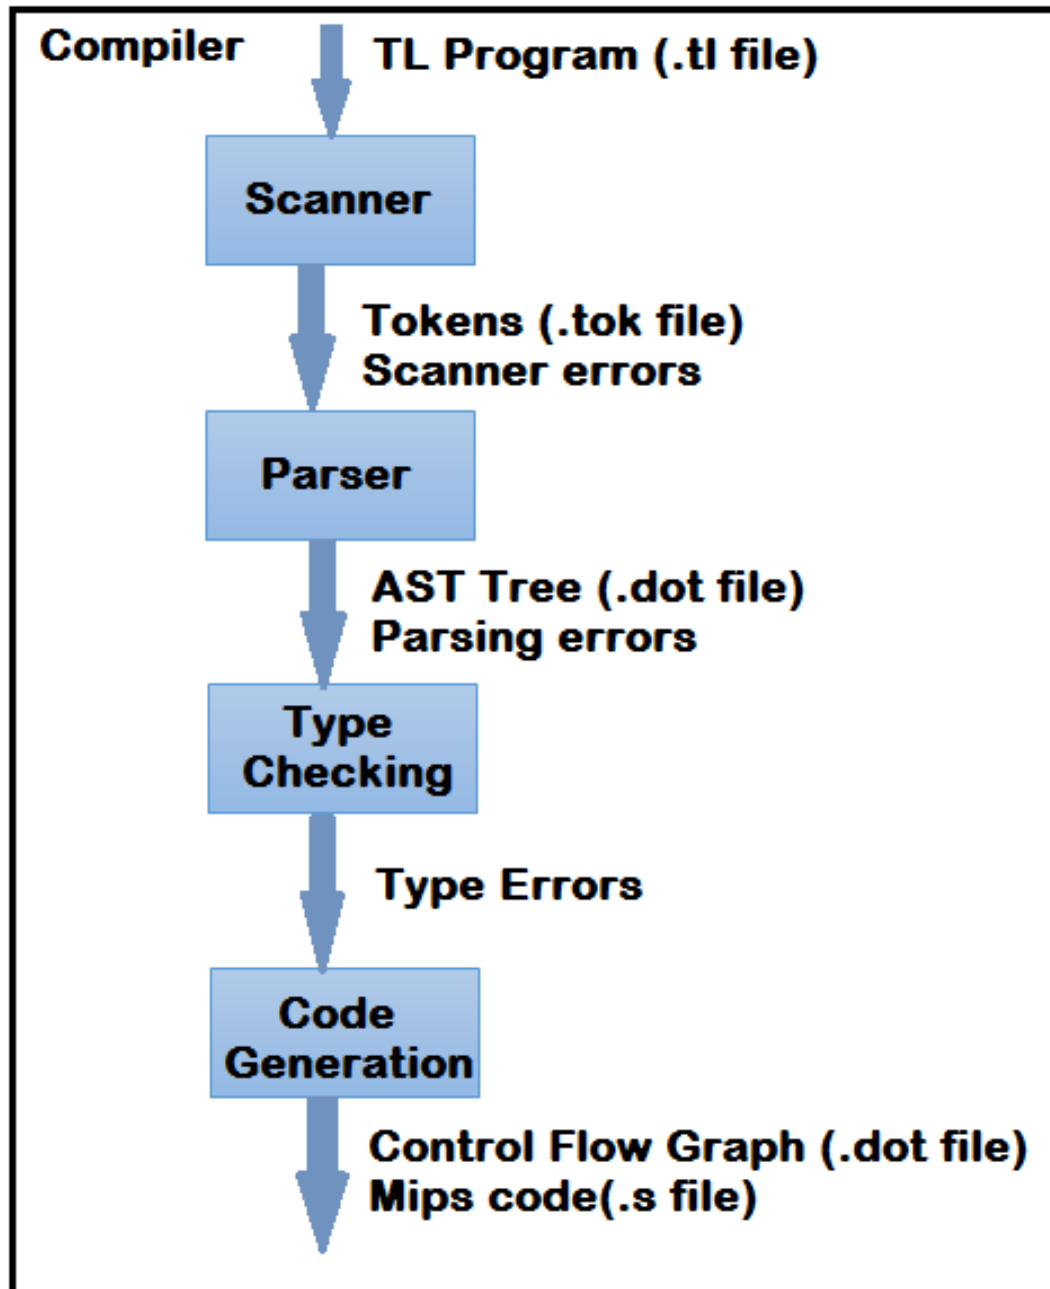 Compiler
TL Program (.tl file)
Scanner
Tokens (.tok file)
Scanner errors
Parser
AST Tree (.dot file)
Parsing errors
Type
Checking
Type Errors
Code
Generation
Control Flow Graph (.dot file)
Mips code(.s file)